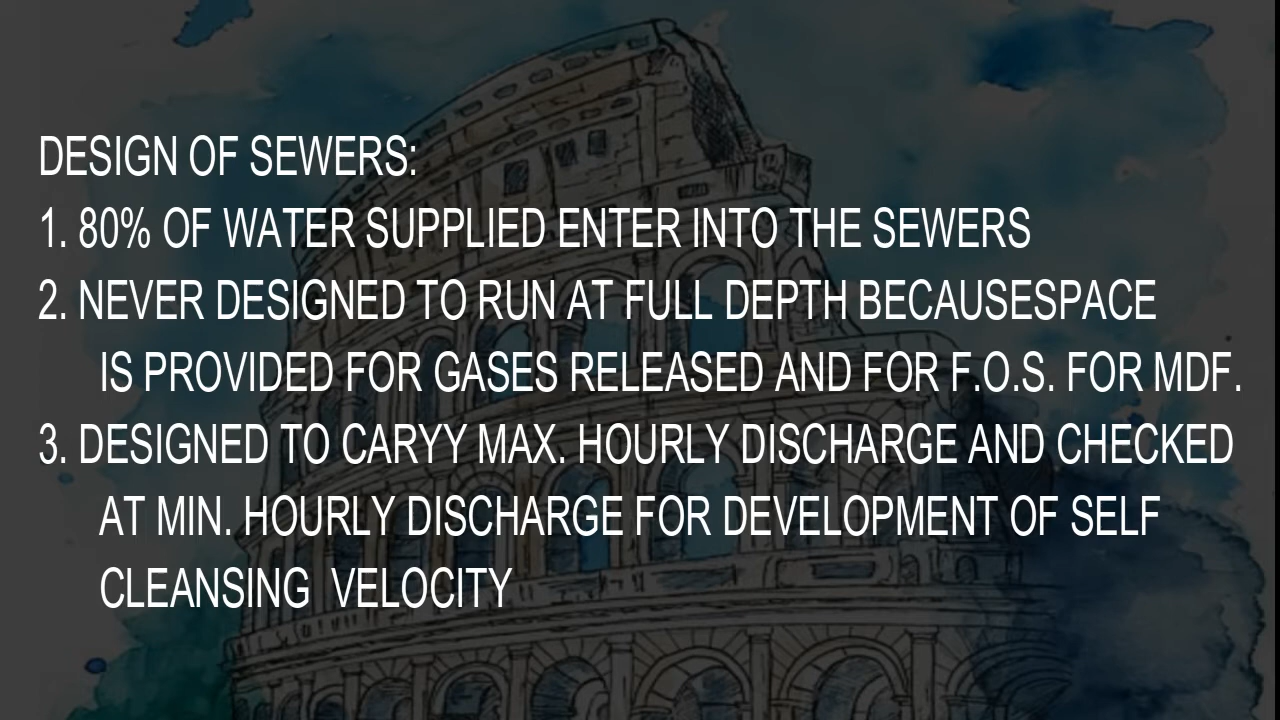 DESIGN OF SEWERS:
1. 80% OF WATER SUPPLIED ENTER INTO THE SEWERS
2. NEVER DESIGNED TO RUN AT FULL DEPTH BECAUSESPACE
IS PROVIDED FOR GASES RELEASED AND FOR F.O.S. FOR MDF.
3. DESIGNED TO CARYY MAX. HOURLY DISCHARGE AND CHECKED
AT MIN. HOURLY DISCHARGE FOR DEVELOPMENT OF SELF
CLEANSING  VELOCITY